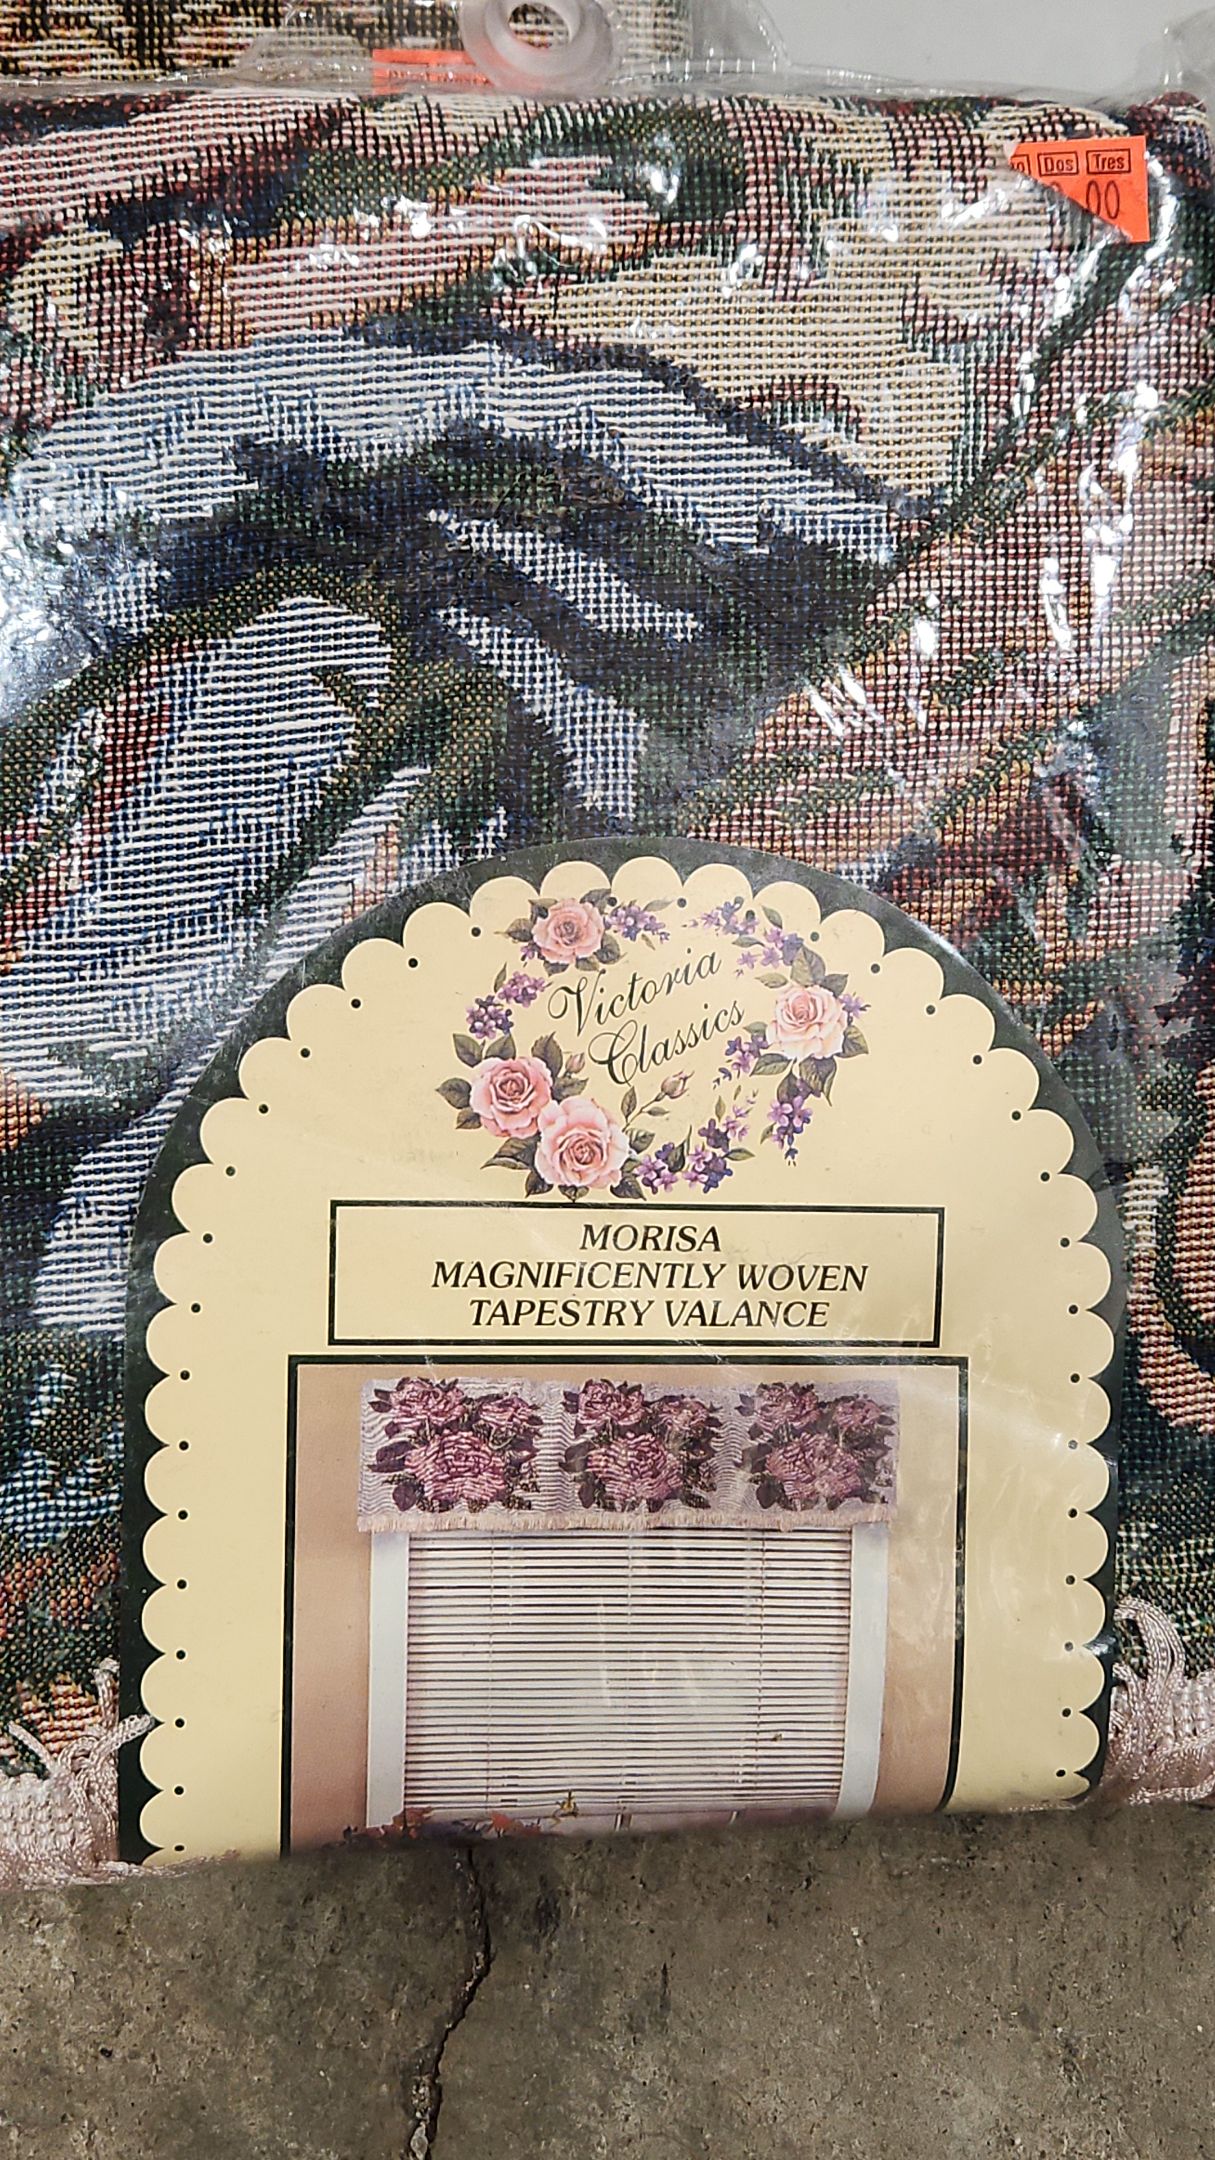 Dos Tres
00
Victoria
Classics
MORISA
MAGNIFICENTLY WOVEN
TAPESTRY VALANCE